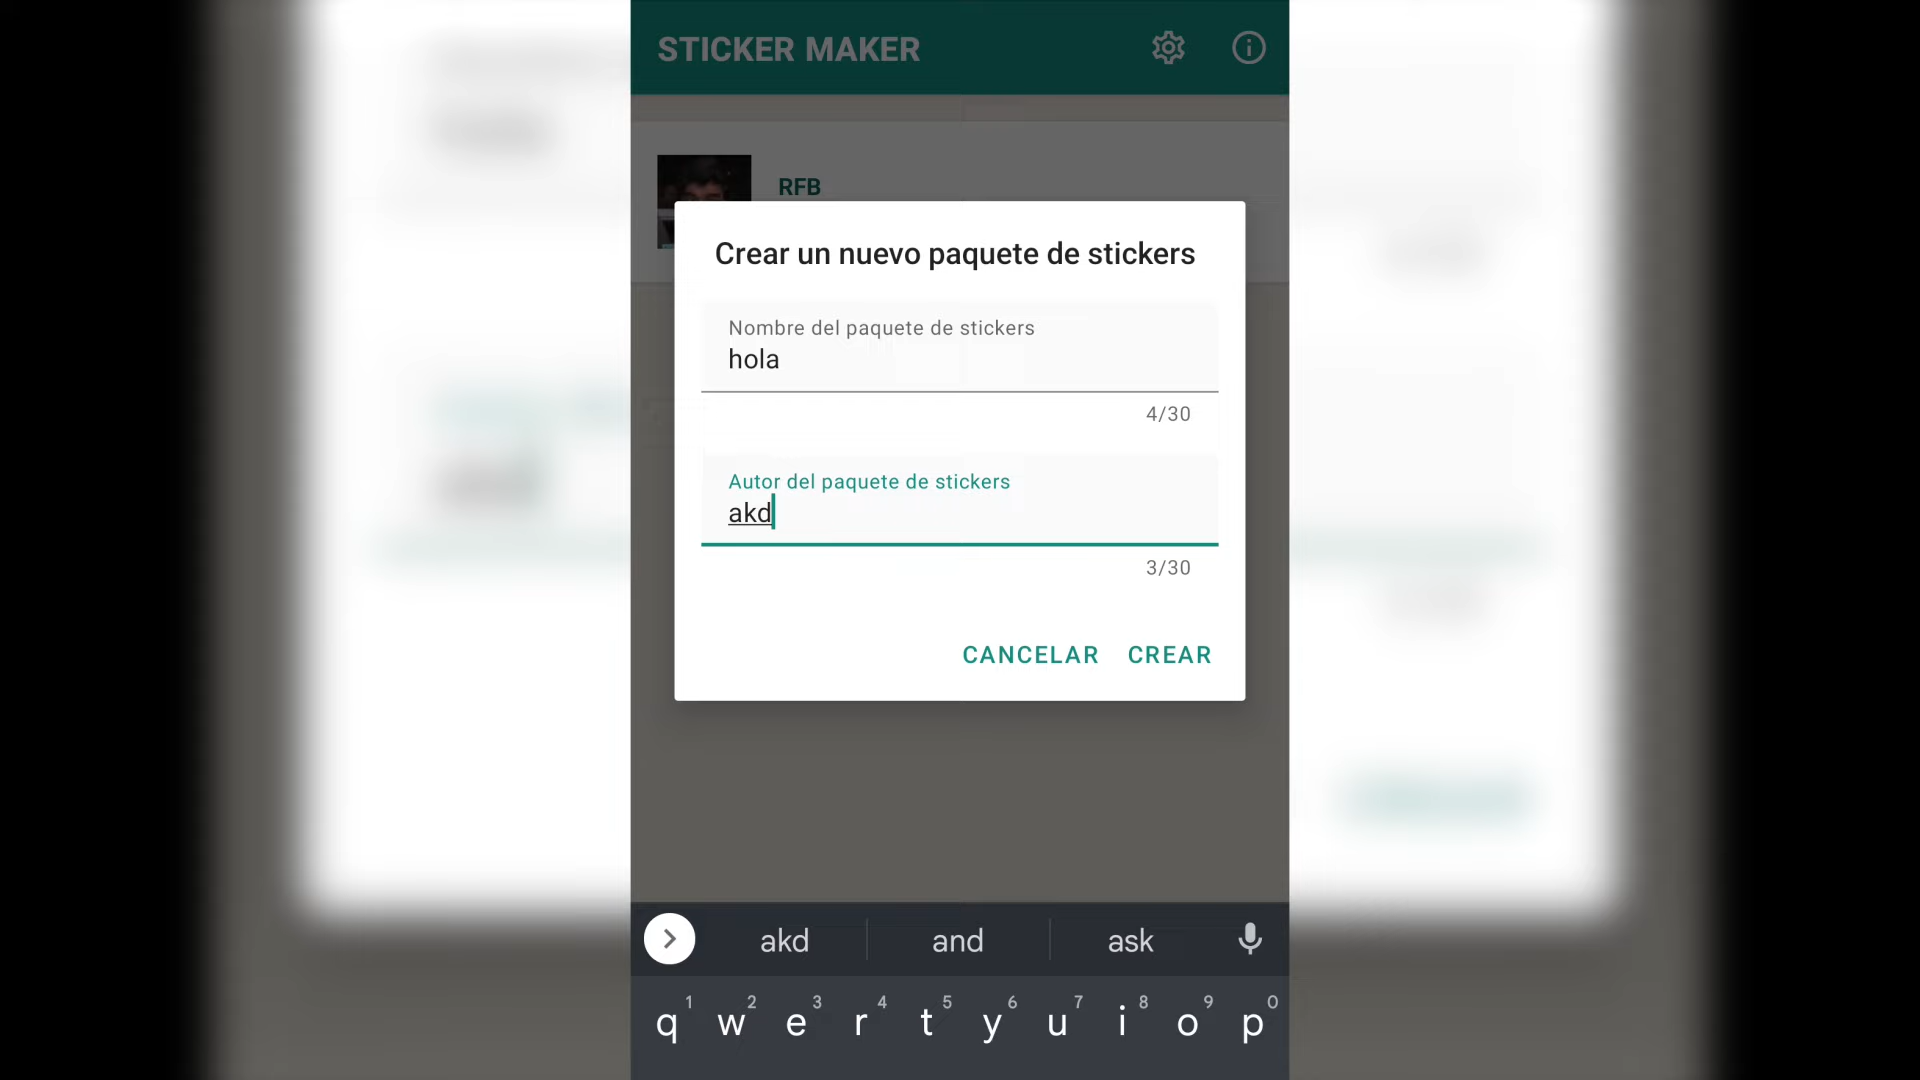 STICKER MAKER
RFB
Crear un nuevo paquete de stickers
Nombre del paquete de stickers
hola
4/30
Autor del paquete de stickers
akd
3/30
CANCELAR CREAR
akd and ask
1 2 3 4 5 6 7 8 9 0
q w e r t y u i o p